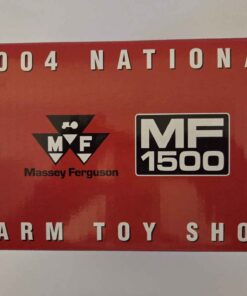 004 NATIONA
MF
Massey Ferguson
MF
1500
ARM TOY SHO